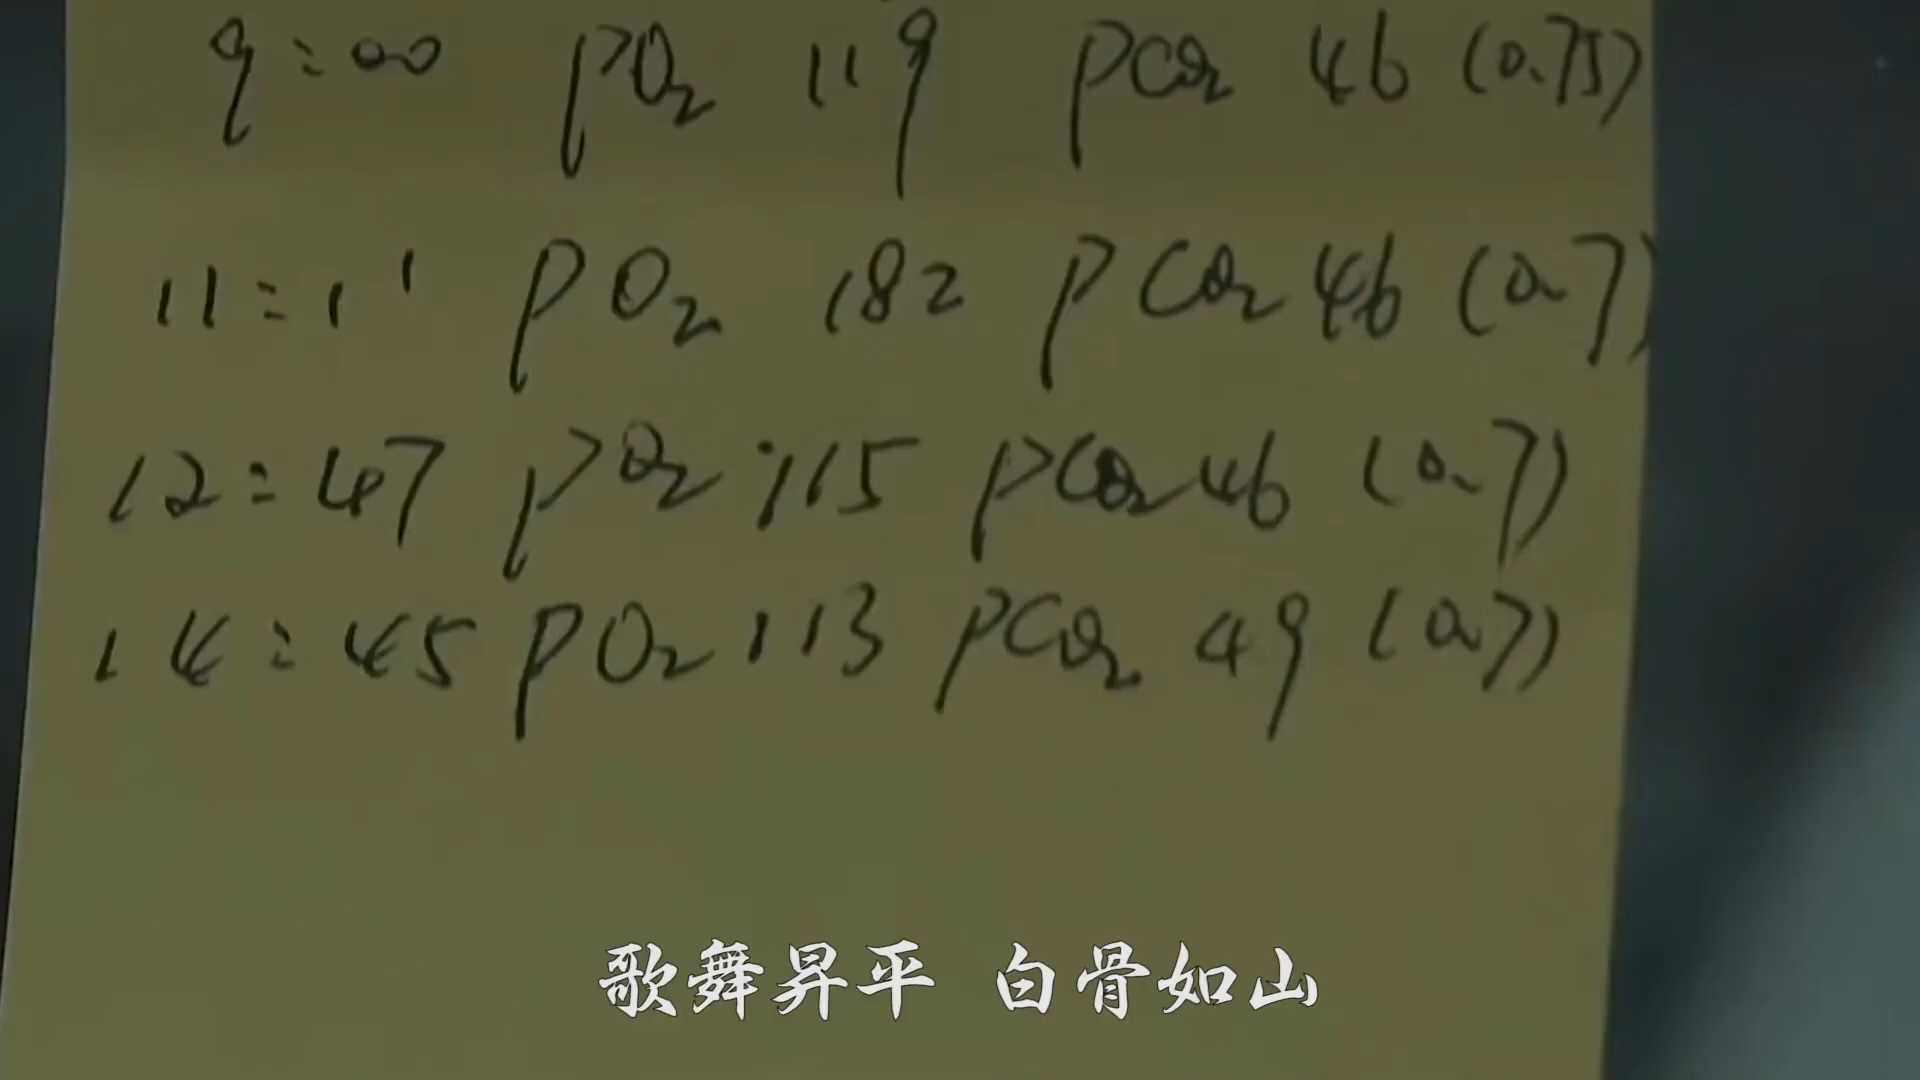 9:00 PO₂ 119 PCO₂ 46 (0.75)
11:11 PO₂ 182 PCO₂ 46 (0.7)
12:47 PO₂ 115 PCO₂ 46 (0.7)
14:45 PO₂ 113 PCO₂ 49 (0.7)
歌舞昇平 白骨如山